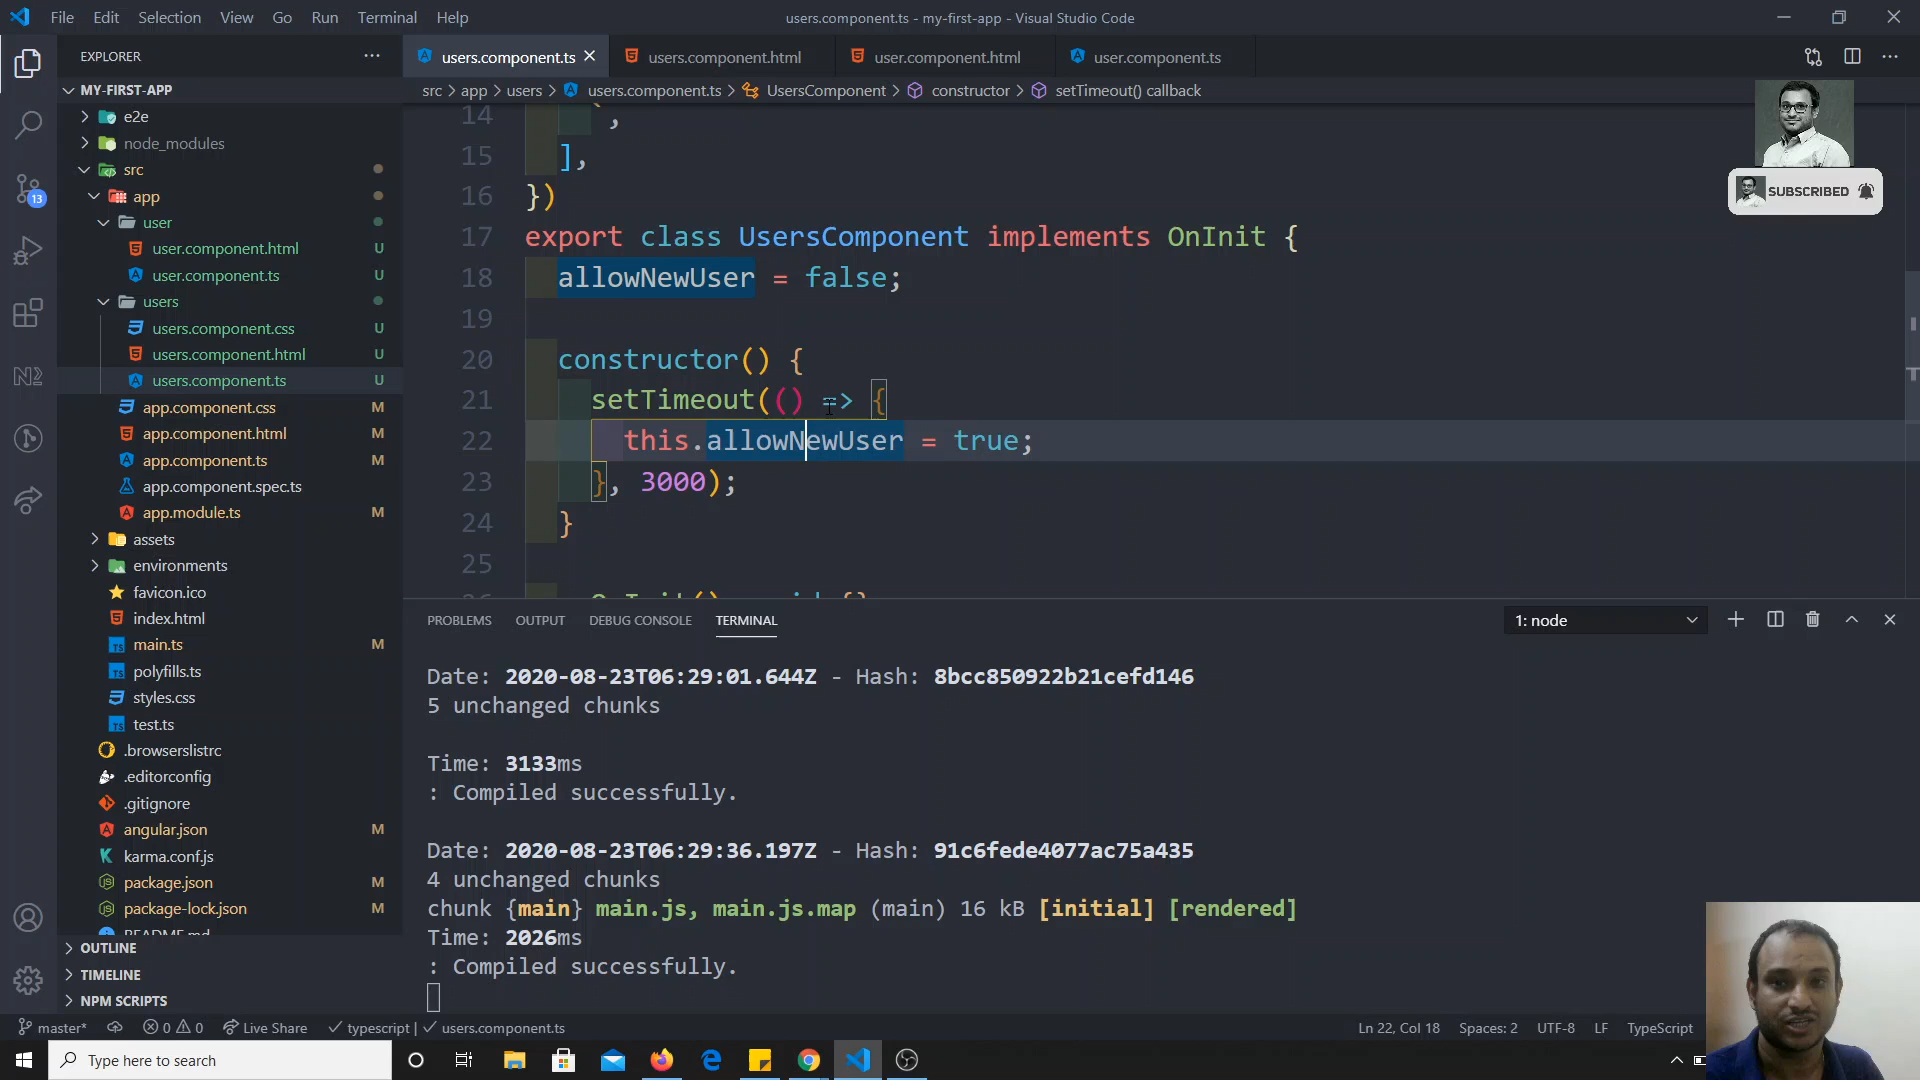 File Edit Selection View Go Run Terminal Help
users.component.ts - my-first-app - Visual Studio Code
EXPLORER
MY-FIRST-APP
e2e
node_modules
src
app
user
user.component.html U
user.component.ts U
users
users.component.css U
users.component.html U
users.component.ts U
app.component.css M
app.component.html M
app.component.ts M
app.component.spec.ts
app.module.ts M
assets
environments
favicon.ico
index.html
main.ts M
polyfills.ts
styles.css
test.ts
.browserslistrc
.editorconfig
.gitignore
angular.json M
karma.conf.js
package.json M
package-lock.json M
README.md
OUTLINE
TIMELINE
NPM SCRIPTS
13
users.component.ts
users.component.html
user.component.html
user.component.ts
src > app > users > users.component.ts > UsersComponent > constructor > setTimeout() callback
SUBSCRIBED
14 `,
15 ],
16 })
17 export class UsersComponent implements OnInit {
18 allowNewUser = false;
19
20 constructor() {
21 setTimeout(() => {
22 this.allowNewUser = true;
23 }, 3000);
24 }
25
PROBLEMS OUTPUT DEBUG CONSOLE TERMINAL
1: node
Date: 2020-08-23T06:29:01.644Z - Hash: 8bcc850922b21cefd146
5 unchanged chunks
Time: 3133ms
: Compiled successfully.
Date: 2020-08-23T06:29:36.197Z - Hash: 91c6fede4077ac75a435
4 unchanged chunks
chunk {main} main.js, main.js.map (main) 16 kB [initial] [rendered]
Time: 2026ms
: Compiled successfully.
master* 0 0 Live Share typescript | users.component.ts
Ln 22, Col 18 Spaces: 2 UTF-8 LF TypeScript
Type here to search